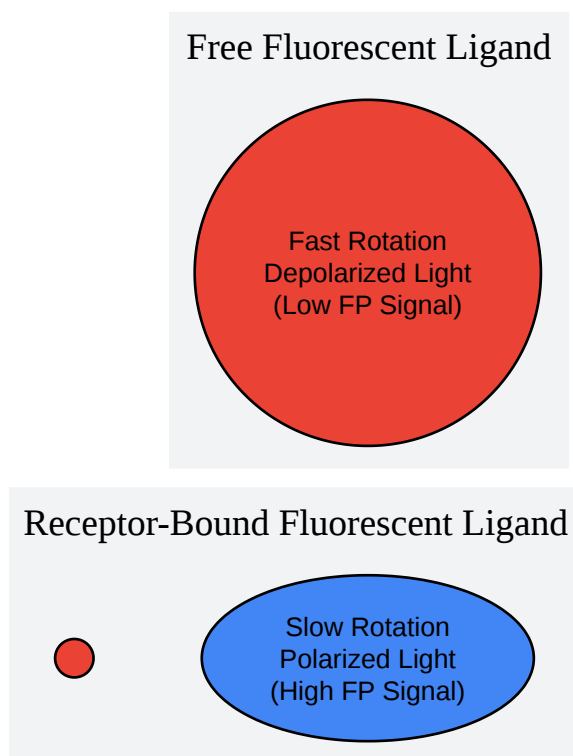 Free Fluorescent Ligand
Fast Rotation
Depolarized Light
(Low FP Signal)
Receptor-Bound Fluorescent Ligand
Slow Rotation
Polarized Light
(High FP Signal)